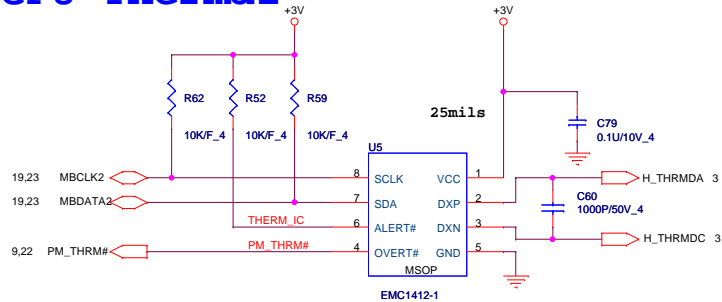 CPU Thermal
+3V
+3V
R62
R52
R59
10K/F_4
10K/F_4
10K/F_4
25mils
C79
0.1U/10V_4
U5
19,23 MBCLK2
8 SCLK VCC 1
H_THRMDA 3
19,23 MBDATA2
7 SDA DXP 2
C60
1000P/50V_4
THERM_IC
6 ALERT# DXN 3
H_THRMDC 3
9,22 PM_THRM#
PM_THRM#
4 OVERT# GND 5
MSOP
EMC1412-1